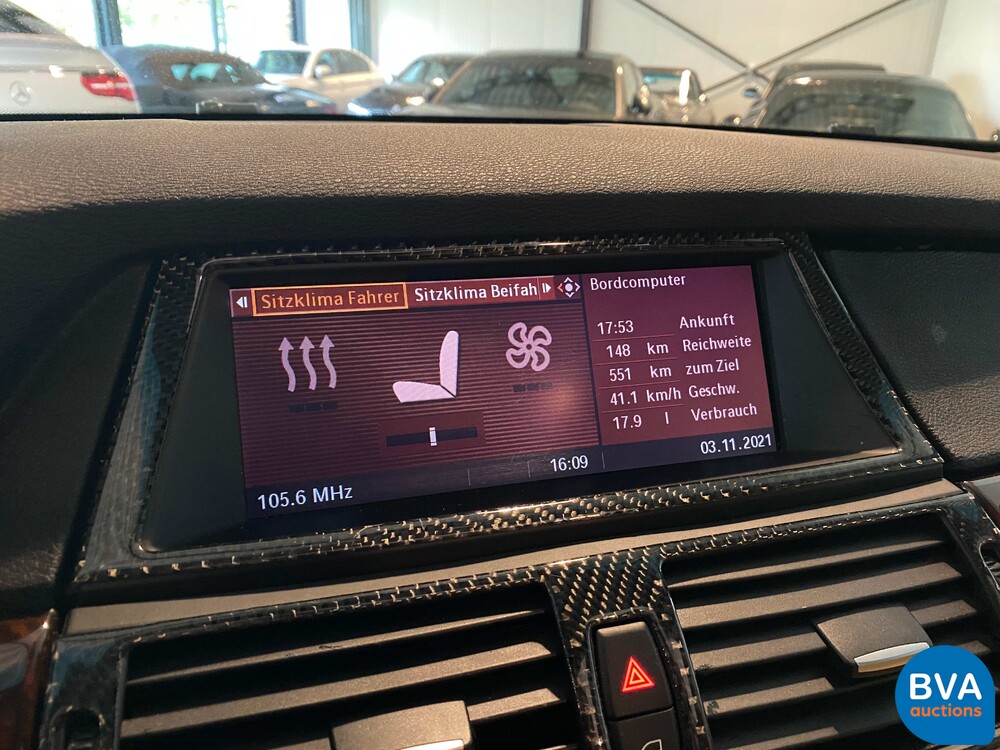 Sitzklima Fahrer Sitzklima Beifah
Bordcomputer
17:53 Ankunft
148 km Reichweite
551 km zum Ziel
41.1 km/h Geschw.
17.9 l Verbrauch
105.6 MHz
16:09
03.11.2021
BVA
auctions